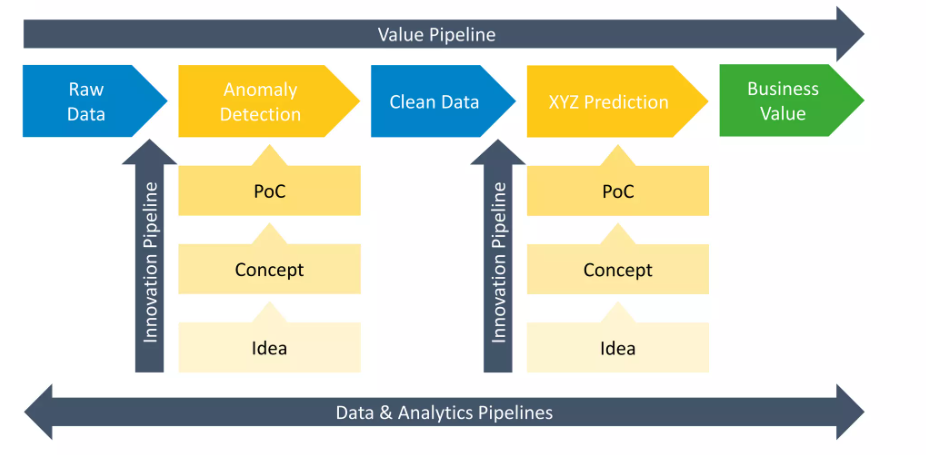 Value Pipeline
Raw
Data
Anomaly
Detection
Clean Data
XYZ Prediction
Business
Value
Innovation Pipeline
PoC
Concept
Idea
Innovation Pipeline
PoC
Concept
Idea
Data & Analytics Pipelines